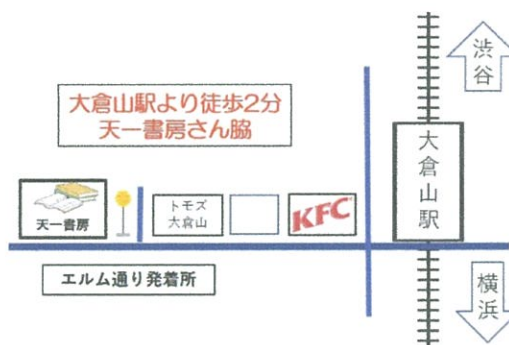 大倉山駅より徒歩2分
天一書房さん脇
渋谷
大倉山駅
天一書房
トモズ
大倉山
KFC
エルム通り発着所
横浜